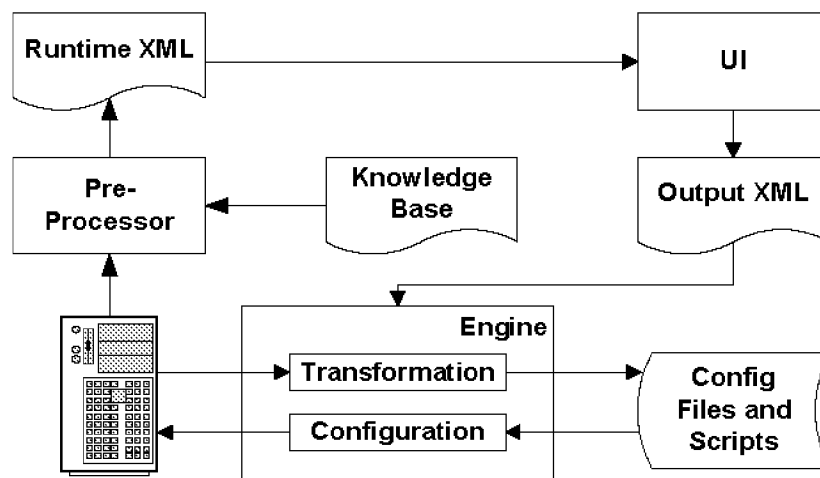 Runtime XML
UI
Pre-
Processor
Knowledge
Base
Output XML
Engine
Transformation
Configuration
Config
Files and
Scripts